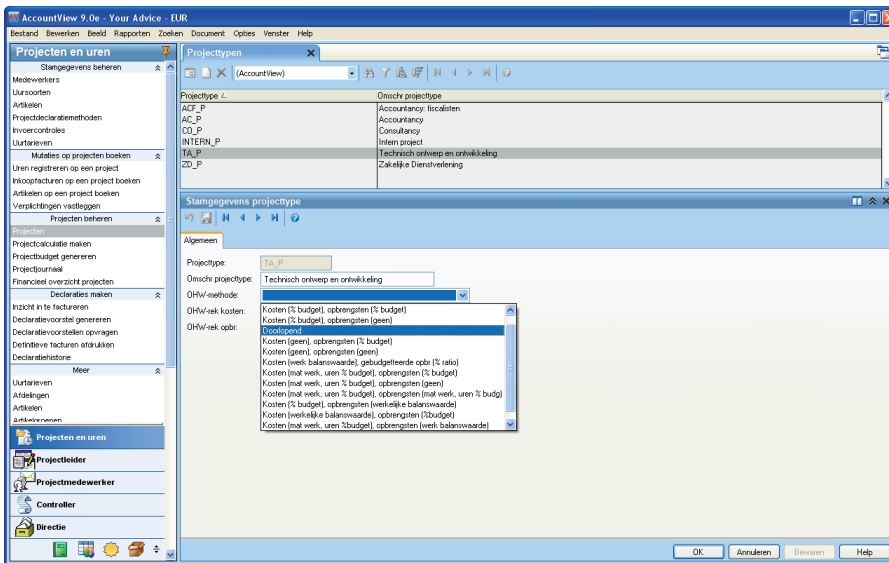 AccountView 9.0e - Your Advice - EUR
Bestand Bewerken Beeld Rapporten Zoeken Document Opties Venster Help
Projecten en uren
Stamgegevens beheren
Medewerkers
Uursoorten
Artikelen
Projectdeclaratiemethoden
Invoercontroles
Uurtarieven
Mutaties op projecten boeken
Uren registreren op een project
Inkoopfacturen op een project boeken
Artikelen op een project boeken
Verplichtingen vastleggen
Projecten beheren
Projecten
Projectcalculatie maken
Projectbudget genereren
Projectjournaal
Financieel overzicht projecten
Declaraties maken
Inzicht in te factureren
Declaratievoorstel genereren
Declaratievoorstellen opvragen
Definitieve facturen afdrukken
Declaratiehistorie
Meer
Uurtarieven
Afdelingen
Artikelen
Artikelgroepen
Projecten en uren
Projectleider
Projectmedewerker
Controller
Directie
Projecttypen
(AccountView)
Projecttype Omschr projecttype
ACF_P Accountancy: fiscalisten
AC_P Accountancy
CO_P Consultancy
INTERN_P Intern project
TA_P Technisch ontwerp en ontwikkeling
ZD_P Zakelijke Dienstverlening
Stamgegevens projecttype
Algemeen
Projecttype: TA_P
Omschr projecttype: Technisch ontwerp en ontwikkeling
OHW-methode:
OHW-rek kosten:
OHW-rek opbr:
Kosten (% budget), opbrengsten (% budget)
Kosten (% budget), opbrengsten (geen)
Doorlopend
Kosten (geen), opbrengsten (% budget)
Kosten (geen), opbrengsten (geen)
Kosten (werk balanswaarde), gebudgetteerde opbr (% ratio)
Kosten (mat werk, uren % budget), opbrengsten (% budget)
Kosten (mat werk, uren % budget), opbrengsten (geen)
Kosten (mat werk, uren % budget), opbrengsten (mat werk, uren % budg)
Kosten (% budget), opbrengsten (werkelijke balanswaarde)
Kosten (werkelijke balanswaarde), opbrengsten (%budget)
Kosten (mat werk, uren %budget), opbrengsten (werk balanswaarde)
OK Annuleren Bewaren Help